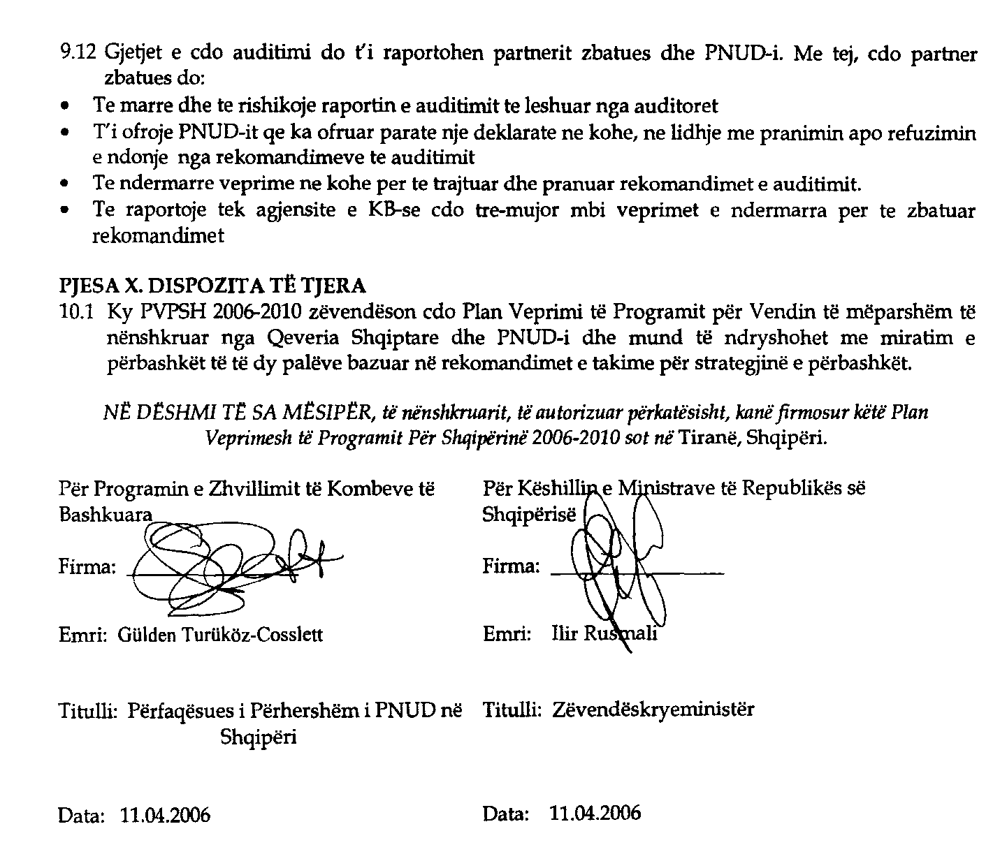 9.12 Gjetjet e cdo auditimi do t'i raportohen partnerit zbatues dhe PNUD-i. Me tej, cdo partner
zbatues do:
• Te marre dhe te rishikoje raportin e auditimit te leshuar nga auditoret
• T'i ofroje PNUD-it qe ka ofruar parate nje deklarate ne kohe, ne lidhje me pranimin apo refuzimin
e ndonje nga rekomandimeve te auditimit
• Te ndermarre veprime ne kohe per te trajtuar dhe pranuar rekomandimet e auditimit.
• Te raportoje tek agjensite e KB-se cdo tre-mujor mbi veprimet e ndermarra per te zbatuar
rekomandimet
PJESA X. DISPOZITA TË TJERA
10.1 Ky PVPSH 2006-2010 zëvendëson cdo Plan Veprimi të Programit për Vendin të mëparshëm të
nënshkruar nga Qeveria Shqiptare dhe PNUD-i dhe mund të ndryshohet me miratim e
përbashkët të të dy palëve bazuar në rekomandimet e takime për strategjinë e përbashkët.
NË DËSHMI TË SA MËSIPËR, të nënshkruarit, të autorizuar përkatësisht, kanë firmosur këtë Plan
Veprimesh të Programit Për Shqipërinë 2006-2010 sot në Tiranë, Shqipëri.
Për Programin e Zhvillimit të Kombeve të
Bashkuara
Firma:
Emri: Gülden Turüköz-Cosslett
Titulli: Përfaqësues i Përhershëm i PNUD në
Shqipëri
Data: 11.04.2006
Për Këshillin e Ministrave të Republikës së
Shqipërisë
Firma:
Emri: Ilir Rusmali
Titulli: Zëvendëskryeministër
Data: 11.04.2006